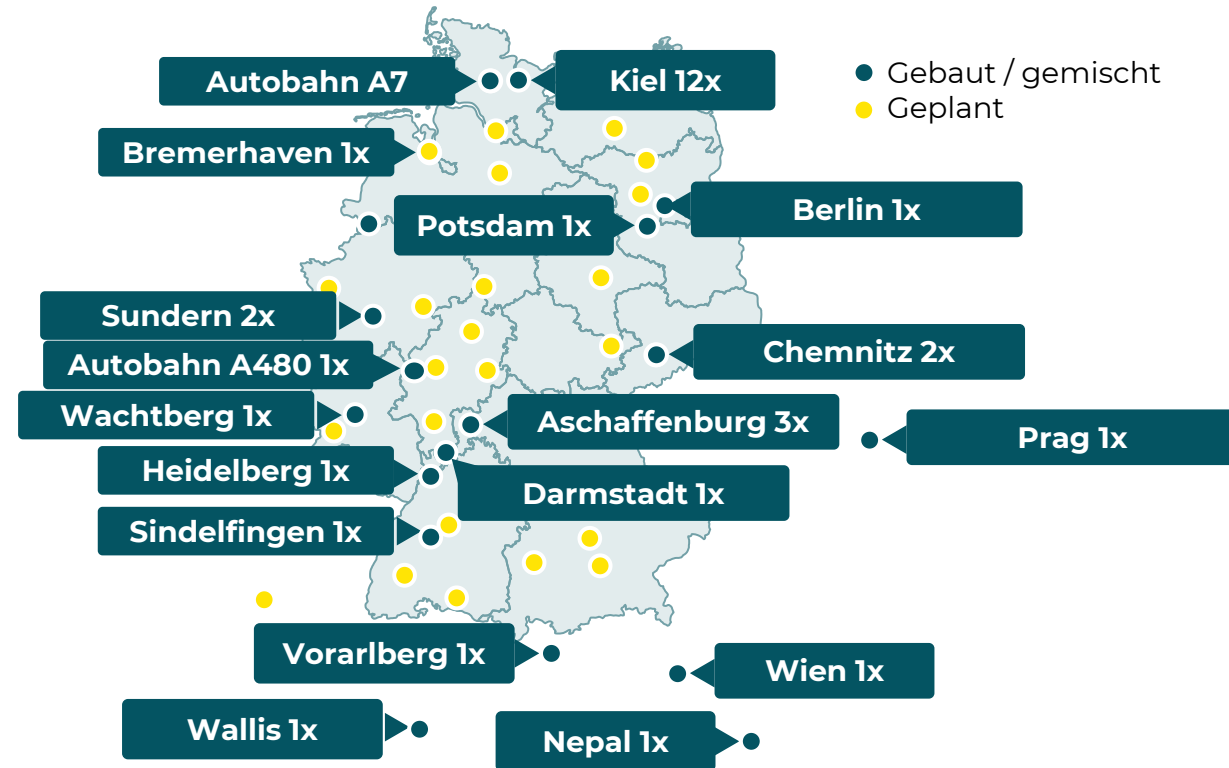 Autobahn A7
Kiel 12x
Gebaut / gemischt
Geplant
Bremerhaven 1x
Potsdam 1x
Berlin 1x
Sundern 2x
Chemnitz 2x
Autobahn A480 1x
Wachtberg 1x
Aschaffenburg 3x
Prag 1x
Heidelberg 1x
Darmstadt 1x
Sindelfingen 1x
Vorarlberg 1x
Wien 1x
Wallis 1x
Nepal 1x